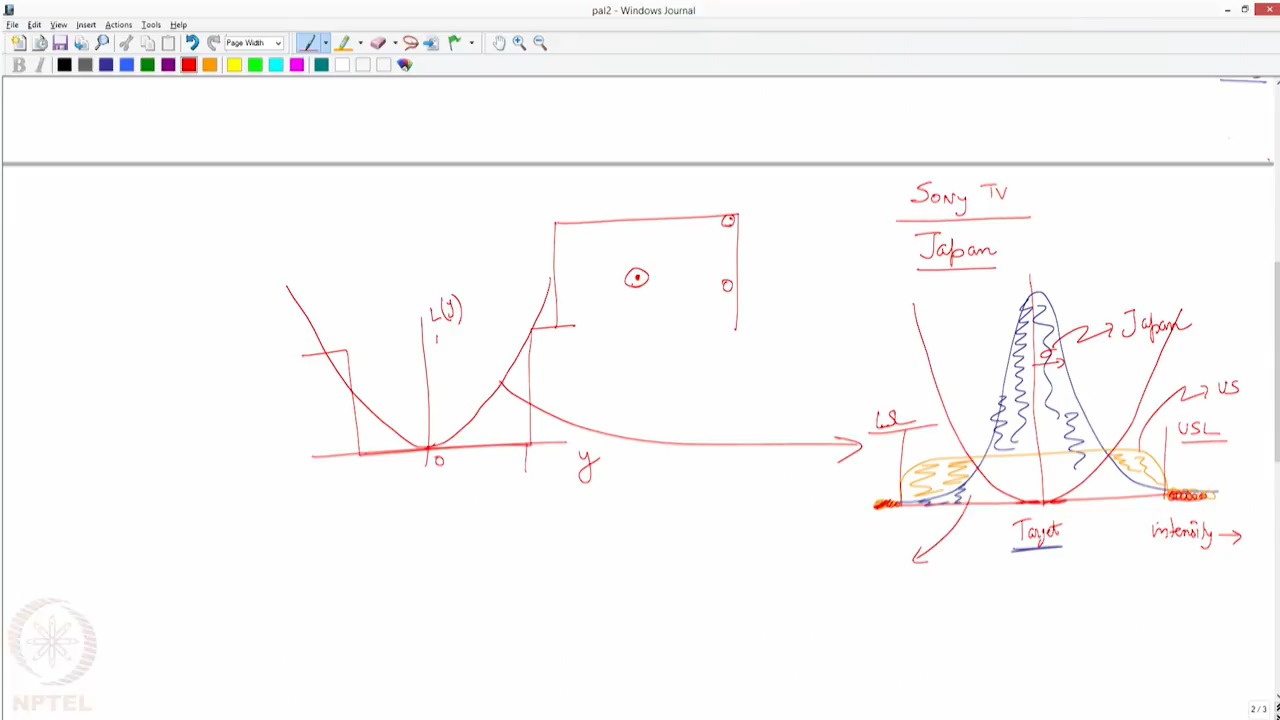 pal2 - Windows Journal
File Edit View Insert Actions Tools Help
Page Width
B I
Sony TV
Japan
L(y)
0
y
σ
Japan
US
LSL
USL
Target
intensity →
NPTEL
2 / 3